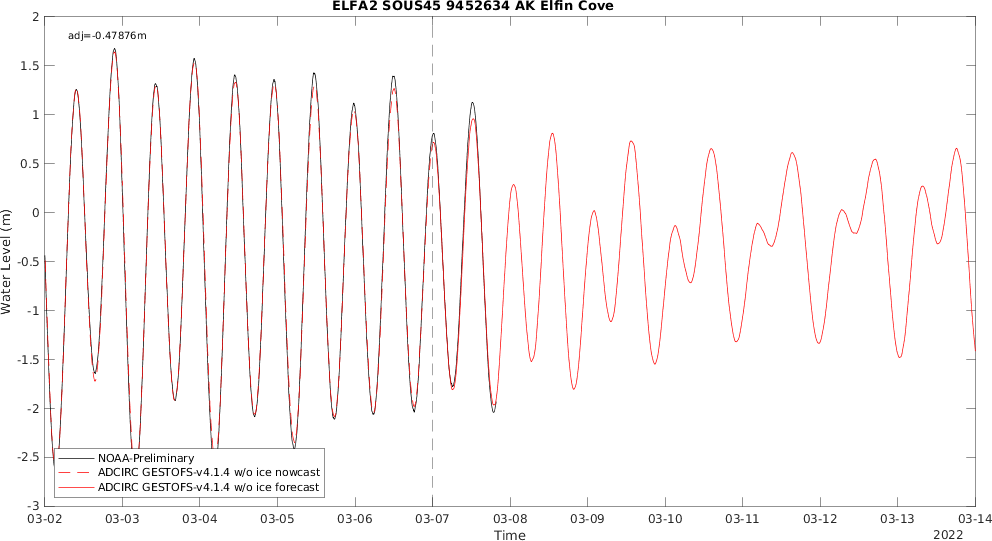 ELFA2 SOUS45 9452634 AK Elfin Cove
adj=-0.47876m
2
1.5
1
0.5
0
-0.5
-1
-1.5
-2
-2.5
-3
Water Level (m)
NOAA-Preliminary
ADCIRC GESTOFS-v4.1.4 w/o ice nowcast
ADCIRC GESTOFS-v4.1.4 w/o ice forecast
03-02 03-03 03-04 03-05 03-06 03-07 03-08 03-09 03-10 03-11 03-12 03-13 03-14
Time
2022